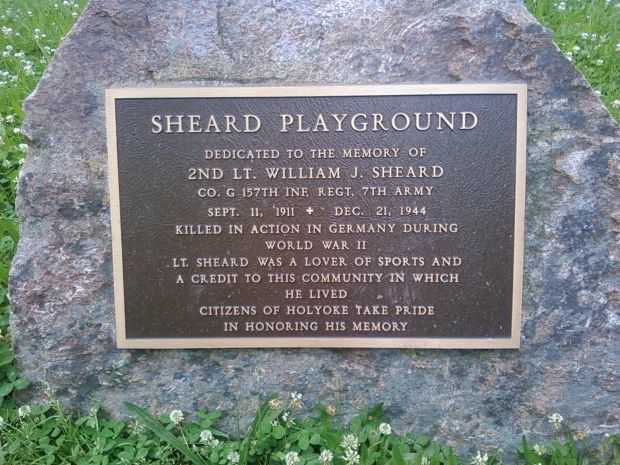 SHEARD PLAYGROUND
DEDICATED TO THE MEMORY OF
2ND LT. WILLIAM J. SHEARD
CO. G 157TH INF. REGT. 7TH ARMY
SEPT. 11, 1911 + DEC. 21, 1944
KILLED IN ACTION IN GERMANY DURING
WORLD WAR II
LT. SHEARD WAS A LOVER OF SPORTS AND
A CREDIT TO THIS COMMUNITY IN WHICH
HE LIVED
CITIZENS OF HOLYOKE TAKE PRIDE
IN HONORING HIS MEMORY